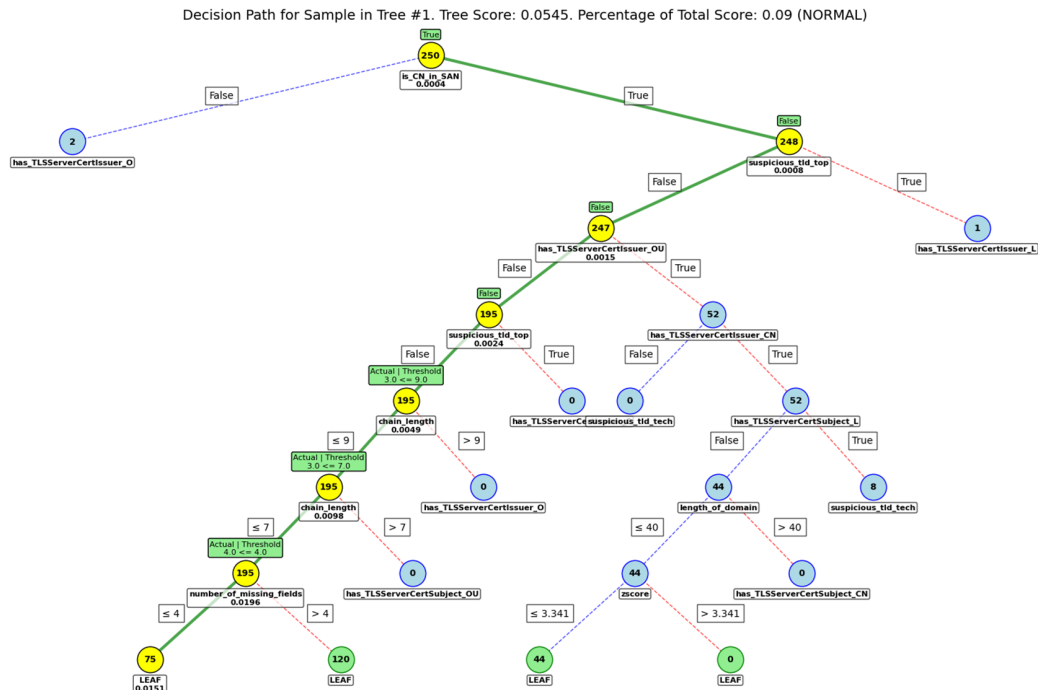 Decision Path for Sample in Tree #1. Tree Score: 0.0545. Percentage of Total Score: 0.09 (NORMAL)
True
250
is_CN_in_SAN
0.0004
False
True
False
2
248
has_TLSServerCertIssuer_O
suspicious_tld_top
0.0008
False
True
False
247
1
has_TLSServerCertIssuer_OU
0.0015
has_TLSServerCertIssuer_L
False
True
False
195
52
suspicious_tld_top
0.0024
has_TLSServerCertIssuer_CN
False
True
False
True
Actual | Threshold
3.0 <= 9.0
195
0
0
52
chain_length
0.0049
has_TLSServerCe
suspicious_tld_tech
has_TLSServerCertSubject_L
≤ 9
> 9
False
True
Actual | Threshold
3.0 <= 7.0
195
0
44
8
chain_length
0.0098
has_TLSServerCertIssuer_O
length_of_domain
suspicious_tld_tech
≤ 7
> 7
≤ 40
> 40
Actual | Threshold
4.0 <= 4.0
195
0
44
0
number_of_missing_fields
0.0196
has_TLSServerCertSubject_OU
zscore
has_TLSServerCertSubject_CN
≤ 4
> 4
≤ 3.341
> 3.341
75
120
44
0
LEAF
0.0151
LEAF
LEAF
LEAF